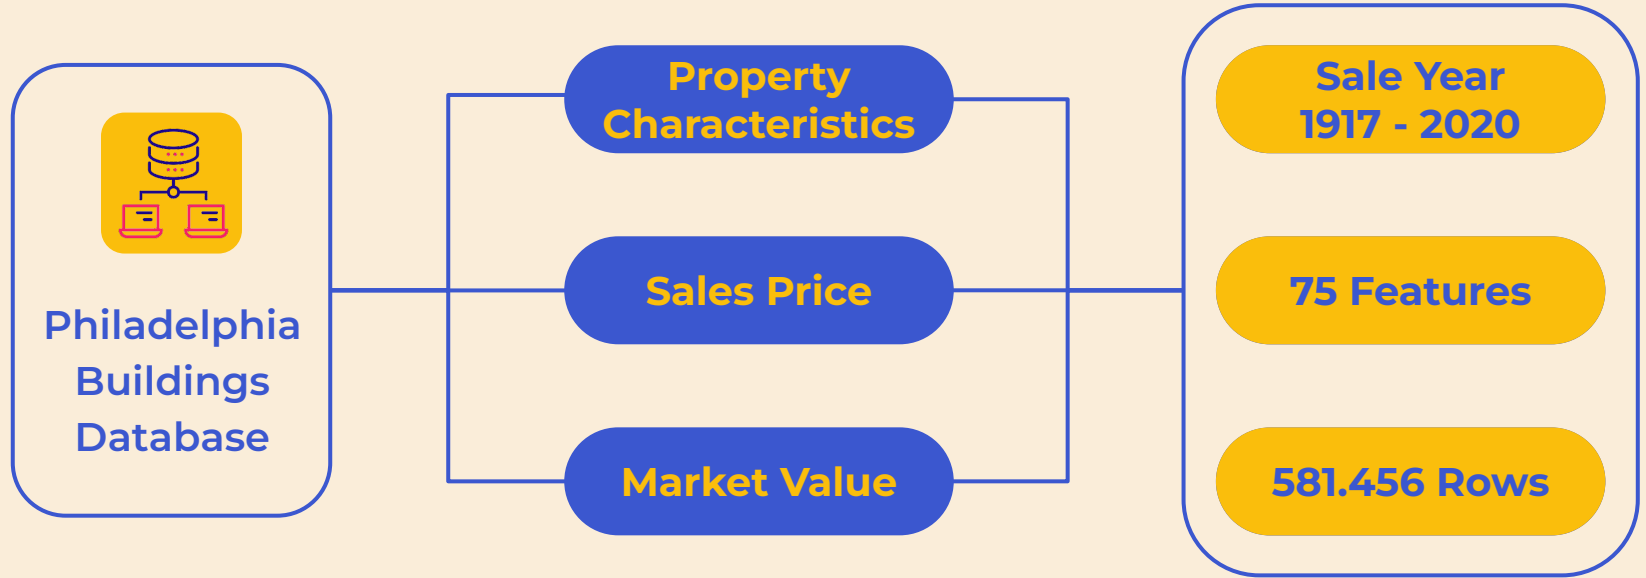 Philadelphia
Buildings
Database
Property
Characteristics
Sales Price
Market Value
Sale Year
1917 - 2020
75 Features
581.456 Rows